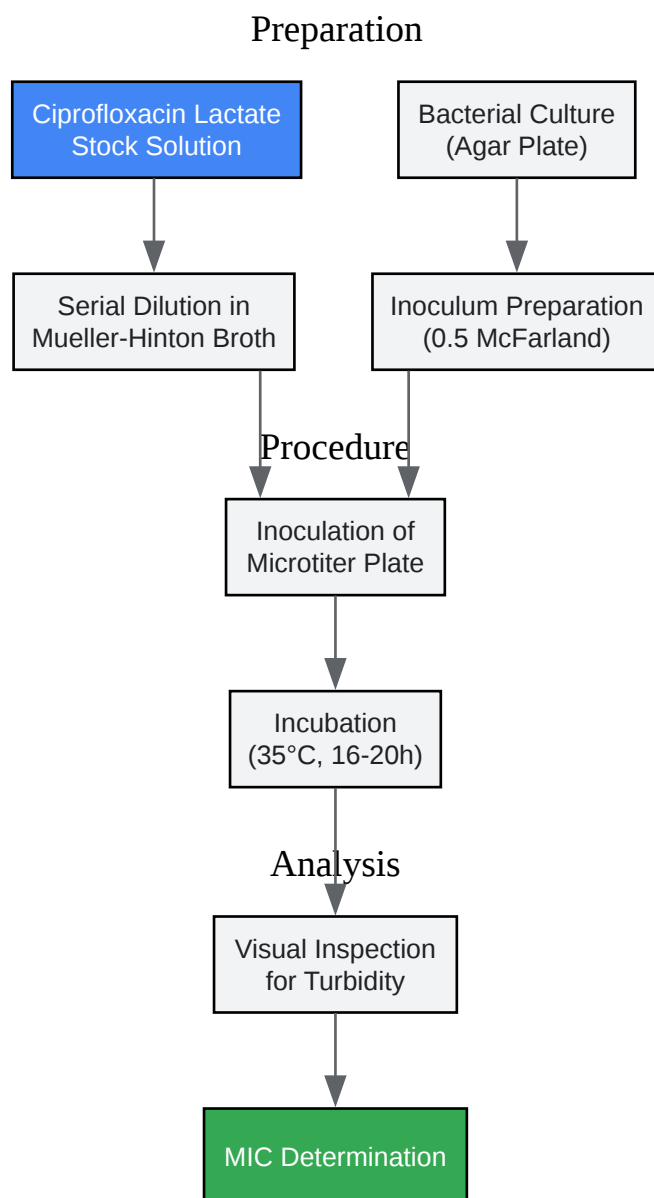 Preparation
Ciprofloxacin Lactate
Stock Solution
Bacterial Culture
(Agar Plate)
Serial Dilution in
Mueller-Hinton Broth
Inoculum Preparation
(0.5 McFarland)
Procedure
Inoculation of
Microtiter Plate
Incubation
(35°C, 16-20h)
Analysis
Visual Inspection
for Turbidity
MIC Determination